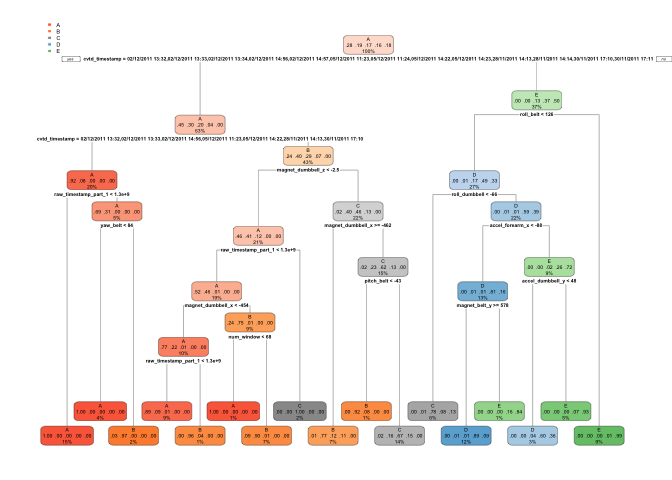 A
B
C
D
E
A
.28 .19 .17 .16 .18
100%
yes
cvtd_timestamp = 02/12/2011 13:32,02/12/2011 13:33,02/12/2011 13:34,02/12/2011 14:56,02/12/2011 14:57,05/12/2011 11:23,05/12/2011 11:24,05/12/2011 14:22,05/12/2011 14:23,28/11/2011 14:13,28/11/2011 14:14,30/11/2011 17:10,30/11/2011 17:11
no
E
.00 .00 .13 .37 .50
37%
roll_belt < 126
A
.45 .30 .20 .04 .00
63%
cvtd_timestamp = 02/12/2011 13:32,02/12/2011 13:33,02/12/2011 14:56,05/12/2011 11:23,05/12/2011 14:22,28/11/2011 14:13,30/11/2011 17:10
B
.24 .40 .29 .07 .00
43%
magnet_dumbbell_z < -2.5
A
.92 .08 .00 .00 .00
20%
raw_timestamp_part_1 < 1.3e+9
D
.00 .01 .17 .49 .33
27%
roll_dumbbell < -66
A
.69 .31 .00 .00 .00
5%
yaw_belt < 84
C
.02 .40 .46 .13 .00
22%
magnet_dumbbell_x >= -462
D
.00 .01 .01 .59 .39
22%
accel_forearm_x < -88
A
.46 .41 .12 .00 .00
21%
raw_timestamp_part_1 < 1.3e+9
C
.02 .23 .62 .13 .00
15%
pitch_belt < -43
E
.00 .00 .02 .26 .72
9%
accel_dumbbell_y < 48
A
.52 .46 .01 .00 .00
19%
magnet_dumbbell_x < -454
D
.00 .01 .01 .81 .16
13%
magnet_belt_y >= 578
B
.24 .75 .01 .00 .00
9%
num_window < 68
A
.77 .22 .01 .00 .00
10%
raw_timestamp_part_1 < 1.3e+9
A
1.00 .00 .00 .00 .00
4%
A
.89 .09 .01 .00 .00
9%
A
1.00 .00 .00 .00 .00
1%
C
.00 .00 1.00 .00 .00
2%
B
.00 .92 .08 .00 .00
1%
C
.00 .01 .78 .08 .13
6%
E
.00 .00 .00 .16 .84
1%
E
.00 .00 .00 .07 .93
5%
A
1.00 .00 .00 .00 .00
15%
B
.03 .97 .00 .00 .00
2%
B
.00 .96 .04 .00 .00
1%
B
.09 .90 .01 .00 .00
7%
B
.01 .77 .12 .11 .00
7%
C
.02 .16 .67 .15 .00
14%
D
.00 .01 .01 .89 .09
12%
D
.00 .00 .04 .60 .36
3%
E
.00 .00 .00 .01 .99
9%